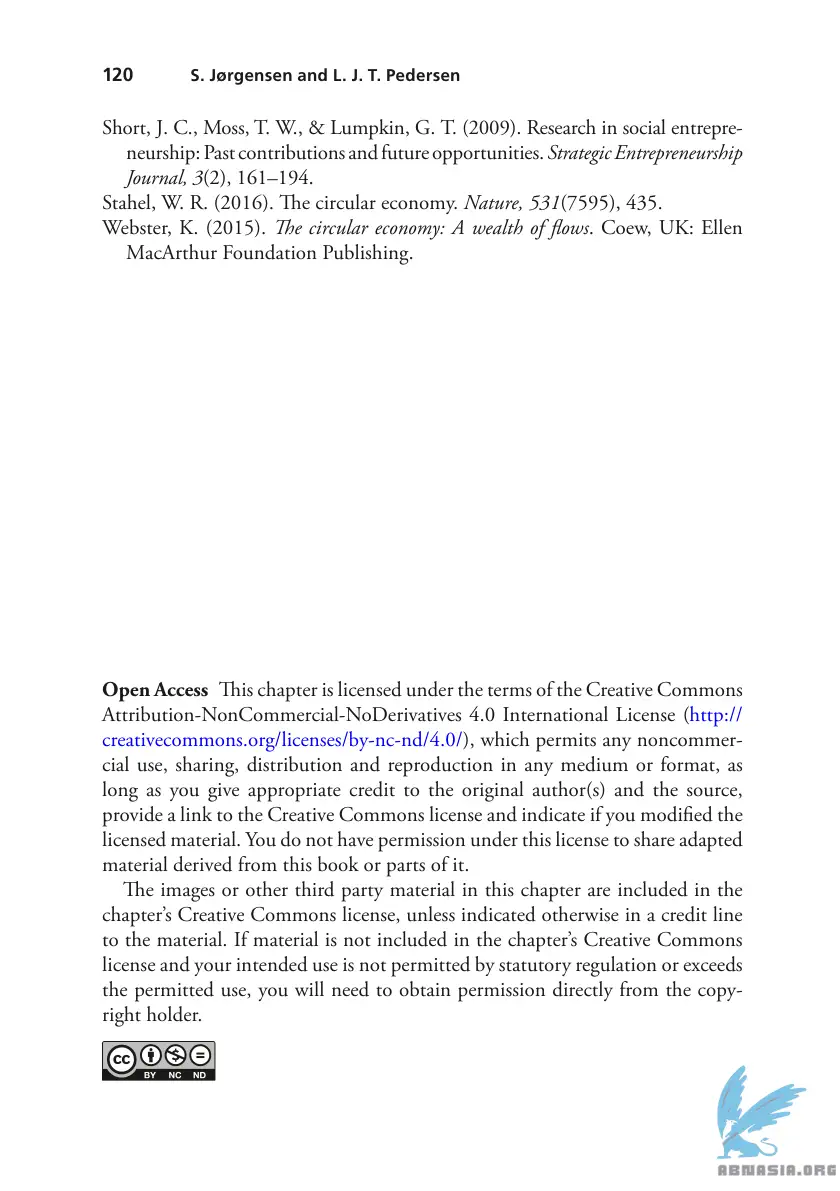 120 S. Jørgensen and L. J. T. Pedersen
Short, J. C., Moss, T. W., & Lumpkin, G. T. (2009). Research in social entrepre-
neurship: Past contributions and future opportunities. Strategic Entrepreneurship
Journal, 3(2), 161–194.
Stahel, W. R. (2016). The circular economy. Nature, 531(7595), 435.
Webster, K. (2015). The circular economy: A wealth of flows. Coew, UK: Ellen
MacArthur Foundation Publishing.
Open Access This chapter is licensed under the terms of the Creative Commons
Attribution-NonCommercial-NoDerivatives 4.0 International License (http://
creativecommons.org/licenses/by-nc-nd/4.0/), which permits any noncommer-
cial use, sharing, distribution and reproduction in any medium or format, as
long as you give appropriate credit to the original author(s) and the source,
provide a link to the Creative Commons license and indicate if you modified the
licensed material. You do not have permission under this license to share adapted
material derived from this book or parts of it.
The images or other third party material in this chapter are included in the
chapter’s Creative Commons license, unless indicated otherwise in a credit line
to the material. If material is not included in the chapter’s Creative Commons
license and your intended use is not permitted by statutory regulation or exceeds
the permitted use, you will need to obtain permission directly from the copy-
right holder.
cc
BY NC ND
ABNASIA.ORG